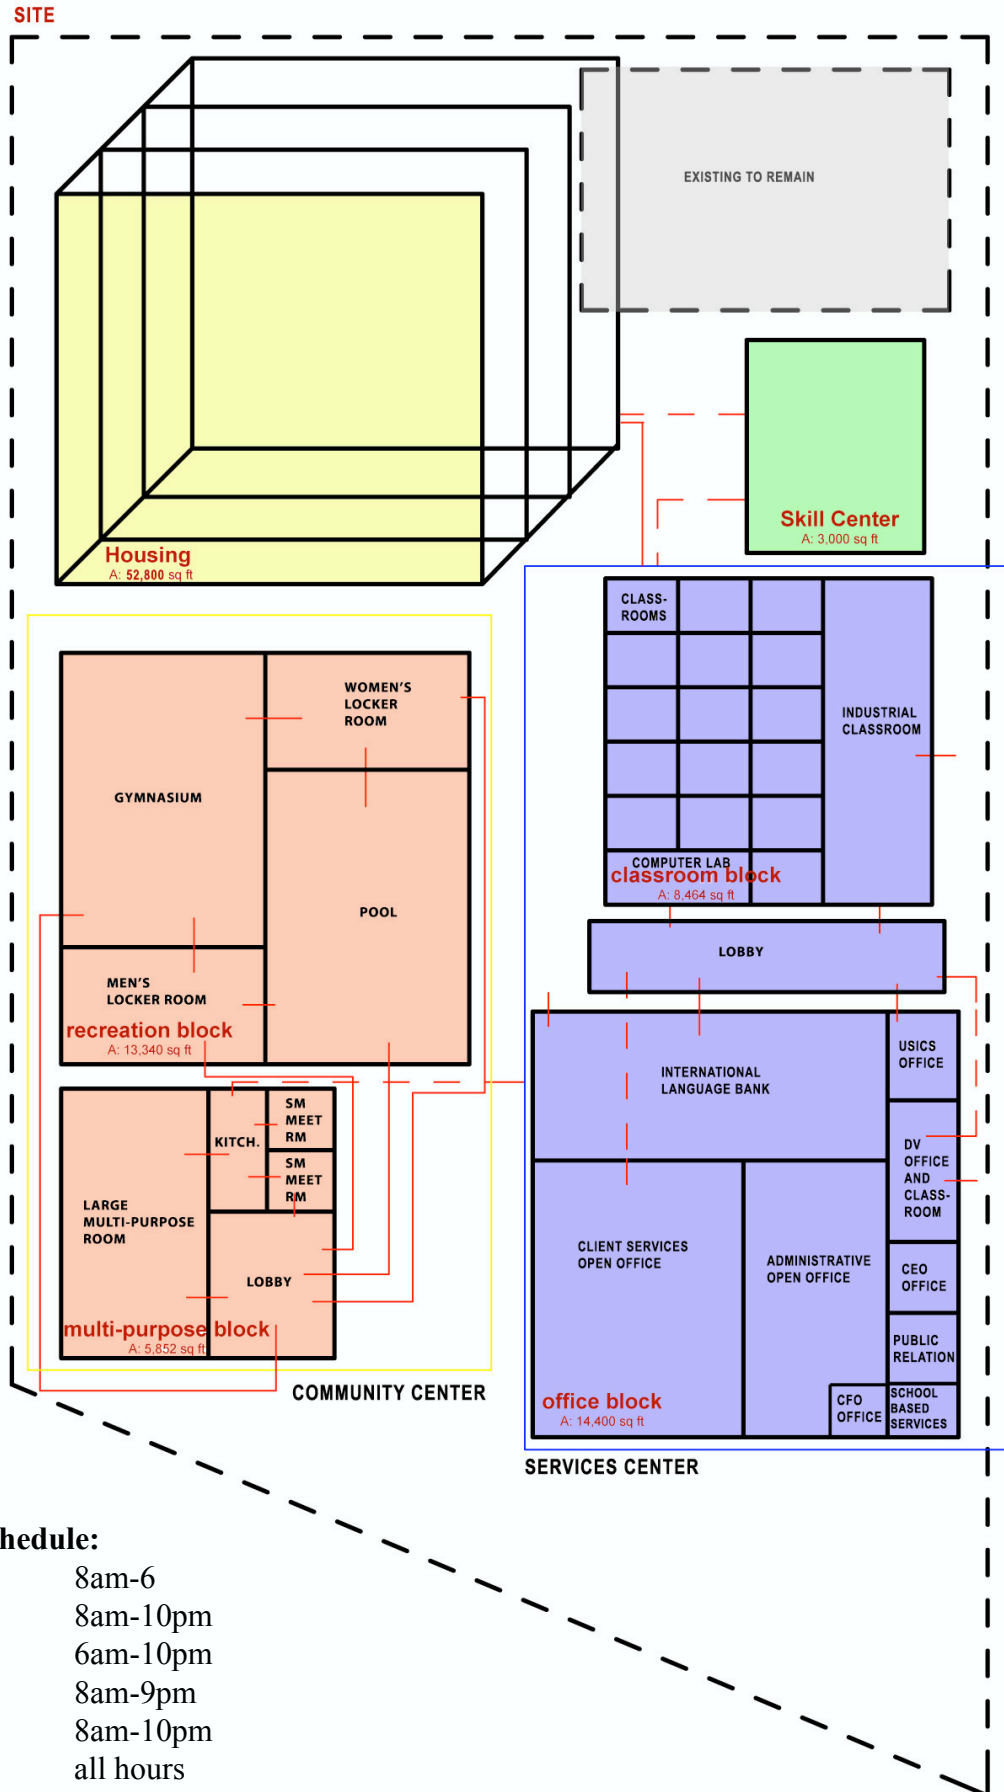 SITE
EXISTING TO REMAIN
Skill Center
A: 3,000 sq ft
Housing
A: 52,800 sq ft
CLASS-
ROOMS
INDUSTRIAL
CLASSROOM
COMPUTER LAB
classroom block
A: 8,464 sq ft
WOMEN'S
LOCKER
ROOM
GYMNASIUM
POOL
MEN'S
LOCKER ROOM
recreation block
A: 13,340 sq ft
SM
MEET
RM
KITCH.
SM
MEET
RM
LARGE
MULTI-PURPOSE
ROOM
LOBBY
multi-purpose block
A: 5,852 sq ft
COMMUNITY CENTER
LOBBY
INTERNATIONAL
LANGUAGE BANK
USICS
OFFICE
DV
OFFICE
AND
CLASS-
ROOM
CLIENT SERVICES
OPEN OFFICE
ADMINISTRATIVE
OPEN OFFICE
CEO
OFFICE
PUBLIC
RELATION
CFO
OFFICE
SCHOOL
BASED
SERVICES
office block
A: 14,400 sq ft
SERVICES CENTER
hedule:
8am-6
8am-10pm
6am-10pm
8am-9pm
8am-10pm
all hours